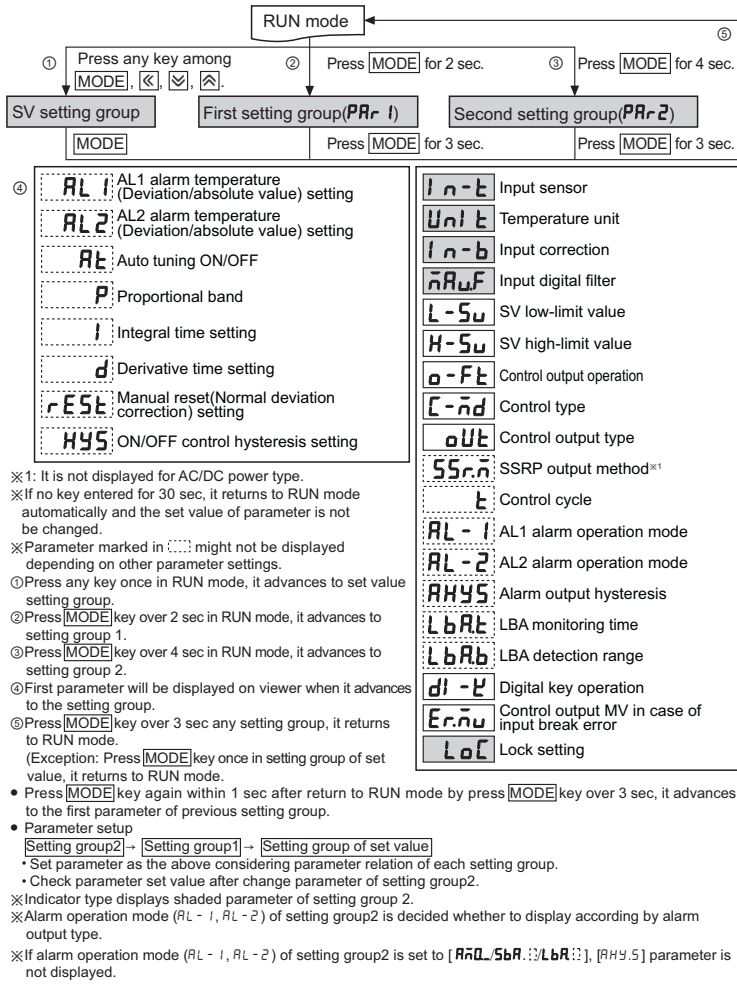 RUN mode
⑤
① Press any key among
MODE, «, ︾, ︽.
② Press MODE for 2 sec.
③ Press MODE for 4 sec.
SV setting group
First setting group(PAr 1)
Second setting group(PAr2)
MODE
Press MODE for 3 sec.
Press MODE for 3 sec.
④
AL 1 AL1 alarm temperature
(Deviation/absolute value) setting
AL2 AL2 alarm temperature
(Deviation/absolute value) setting
At Auto tuning ON/OFF
P Proportional band
I Integral time setting
d Derivative time setting
rESt Manual reset(Normal deviation
correction) setting
HYS ON/OFF control hysteresis setting
In-t Input sensor
UnIt Temperature unit
In-b Input correction
mAu.F Input digital filter
L-Su SV low-limit value
H-Su SV high-limit value
o-Ft Control output operation
C-md Control type
oUt Control output type
SSr.m SSRP output method※1
t Control cycle
AL-1 AL1 alarm operation mode
AL-2 AL2 alarm operation mode
AHYS Alarm output hysteresis
LbA.t LBA monitoring time
LbA.b LBA detection range
dI-K Digital key operation
Er.mu Control output MV in case of
input break error
LoC Lock setting
※1: It is not displayed for AC/DC power type.
※If no key entered for 30 sec, it returns to RUN mode
automatically and the set value of parameter is not
be changed.
※Parameter marked in [ ] might not be displayed
depending on other parameter settings.
①Press any key once in RUN mode, it advances to set value
setting group.
②Press MODE key over 2 sec in RUN mode, it advances to
setting group 1.
③Press MODE key over 4 sec in RUN mode, it advances to
setting group 2.
④First parameter will be displayed on viewer when it advances
to the setting group.
⑤Press MODE key over 3 sec any setting group, it returns
to RUN mode.
(Exception: Press MODE key once in setting group of set
value, it returns to RUN mode.
• Press MODE key again within 1 sec after return to RUN mode by press MODE key over 3 sec, it advances
to the first parameter of previous setting group.
• Parameter setup
Setting group2 → Setting group1 → Setting group of set value
• Set parameter as the above considering parameter relation of each setting group.
• Check parameter set value after change parameter of setting group2.
※Indicator type displays shaded parameter of setting group 2.
※Alarm operation mode (AL-1, AL-2) of setting group2 is decided whether to display according by alarm
output type.
※If alarm operation mode (AL-1, AL-2) of setting group2 is set to [ Am0._/SbA. /LbA ], [AHY.S] parameter is
not displayed.